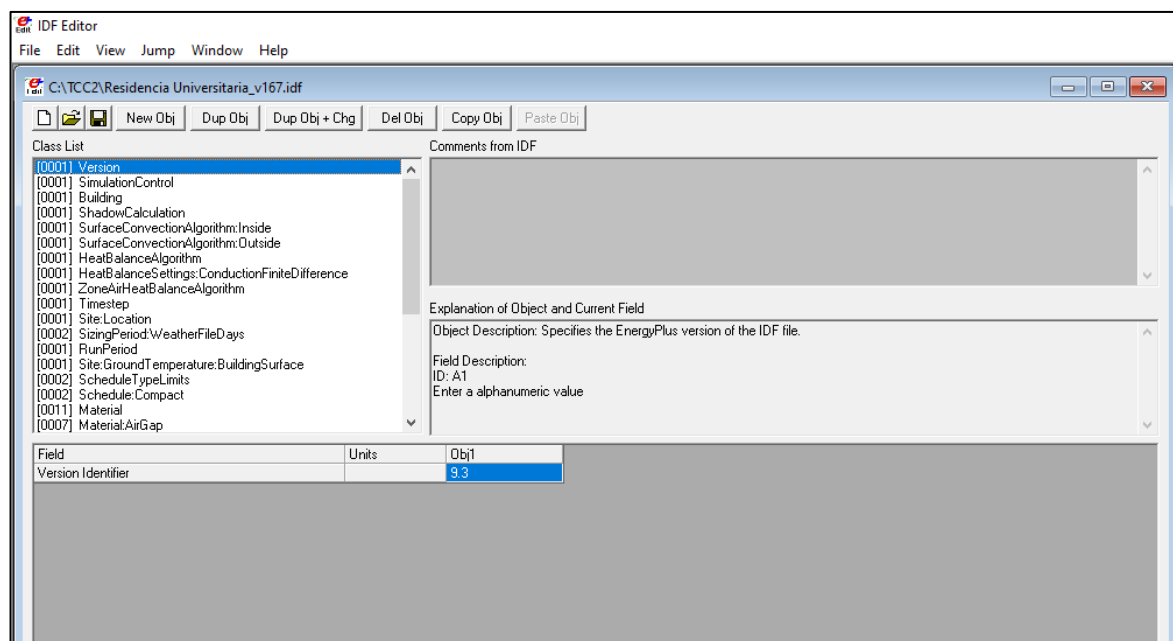 IDF Editor
File Edit View Jump Window Help
C:\TCC2\Residencia Universitaria_v167.idf
New Obj Dup Obj Dup Obj + Chg Del Obj Copy Obj Paste Obj
Class List
[0001] Version
[0001] SimulationControl
[0001] Building
[0001] ShadowCalculation
[0001] SurfaceConvectionAlgorithm:Inside
[0001] SurfaceConvectionAlgorithm:Outside
[0001] HeatBalanceAlgorithm
[0001] HeatBalanceSettings:ConductionFiniteDifference
[0001] ZoneAirHeatBalanceAlgorithm
[0001] Timestep
[0001] Site:Location
[0002] SizingPeriod:WeatherFileDays
[0001] RunPeriod
[0001] Site:GroundTemperature:BuildingSurface
[0002] ScheduleTypeLimits
[0002] Schedule:Compact
[0011] Material
[0007] Material:AirGap
Comments from IDF
Explanation of Object and Current Field
Object Description: Specifies the EnergyPlus version of the IDF file.
Field Description:
ID: A1
Enter a alphanumeric value
Field Units Obj1
Version Identifier 9.3